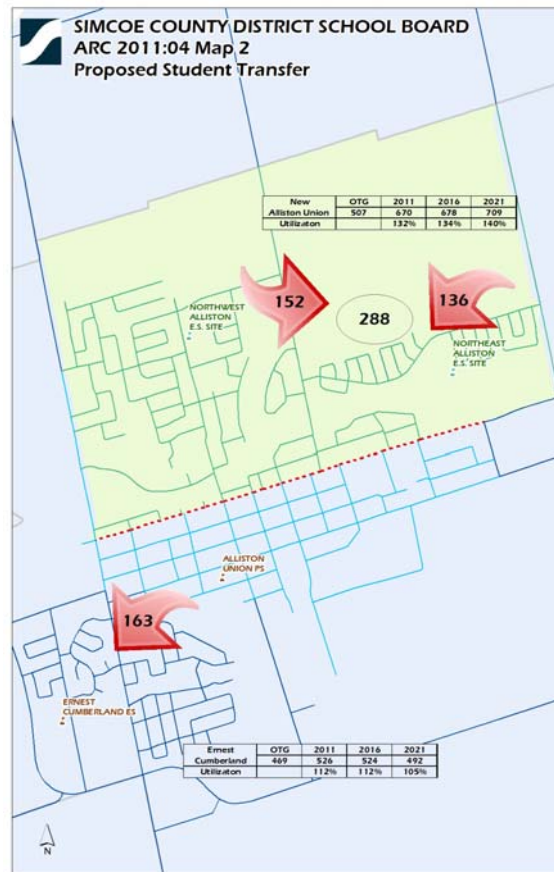 SIMCOE COUNTY DISTRICT SCHOOL BOARD
ARC 2011:04 Map 2
Proposed Student Transfer
New OTG 2011 2016 2021
Alliston Union 507 670 678 709
Utilizaton 132% 134% 140%
152
288
136
NORTHWEST
ALLISTON
E.S. SITE
NORTHEAST
ALLISTON
E.S. SITE
ALLISTON
UNION PS
163
ERNEST
CUMBERLAND ES
Ernest OTG 2011 2016 2021
Cumberland 469 526 524 492
Utilizaton 112% 112% 105%
N